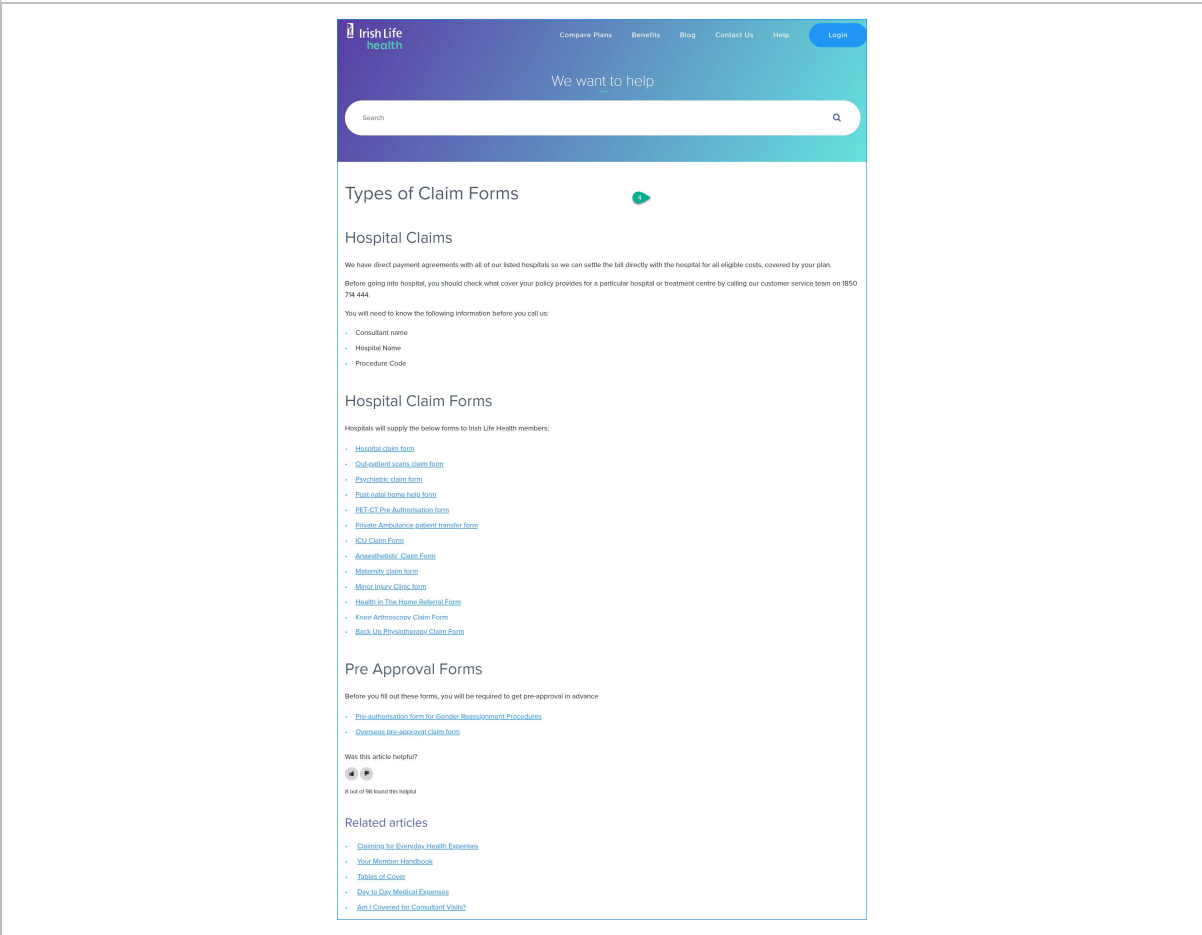 Irish Life
health
Compare Plans Benefits Blog Contact Us Help Login
We want to help
Search
Types of Claim Forms
4
Hospital Claims
We have direct payment agreements with all of our listed hospitals so we can settle the bill directly with the hospital for all eligible costs, covered by your plan.
Before going into hospital, you should check what cover your policy provides for a particular hospital or treatment centre by calling our customer service team on 1850
714 444.
You will need to know the following information before you call us:
Consultant name
Hospital Name
Procedure Code
Hospital Claim Forms
Hospitals will supply the below forms to Irish Life Health members:
Hospital claim form
Out-patient scans claim form
Psychiatric claim form
Post natal home help form
PET-CT Pre Authorisation form
Private Ambulance patient transfer form
ICU Claim Form
Anaesthetists' Claim Form
Maternity claim form
Minor Injury Clinic form
Health in The Home Referral Form
Knee Arthroscopy Claim Form
Back Up Physiotherapy Claim Form
Pre Approval Forms
Before you fill out these forms, you will be required to get pre-approval in advance
Pre-authorisation form for Gender Reassignment Procedures
Overseas pre-approval claim form
Was this article helpful?
8 out of 98 found this helpful
Related articles
Claiming for Everyday Health Expenses
Your Member Handbook
Tables of Cover
Day to Day Medical Expenses
Am I Covered for Consultant Visits?